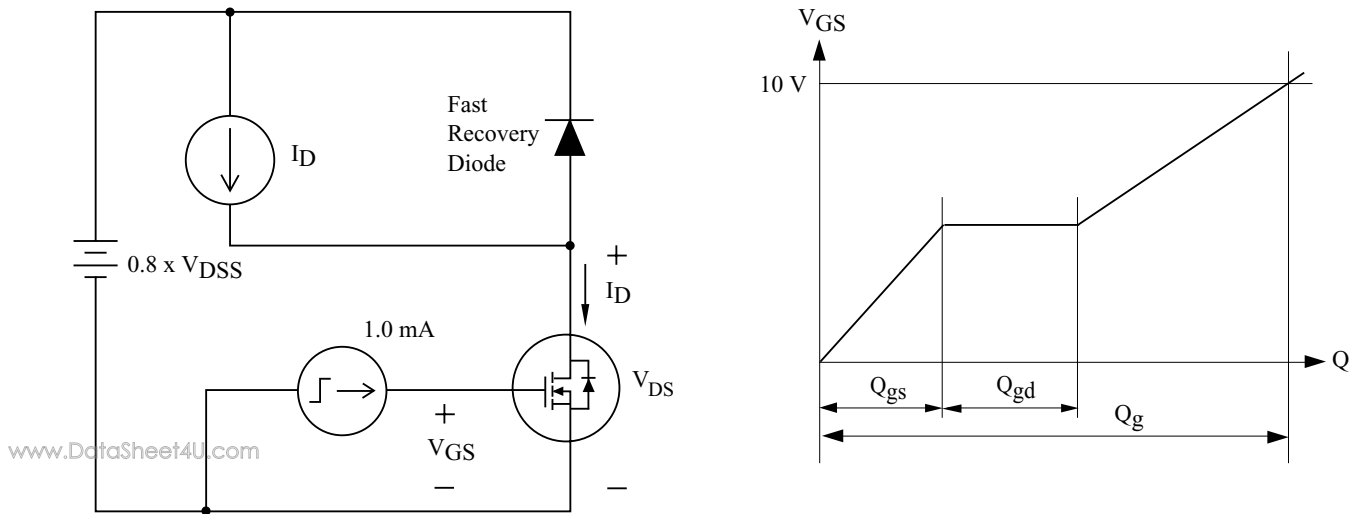 Fast
Recovery
Diode
I_D
0.8 x V_DSS
+
I_D
1.0 mA
V_DS
+
V_GS
−
−
www.DataSheet4U.com
V_GS
10 V
Q
Q_gs
Q_gd
Q_g